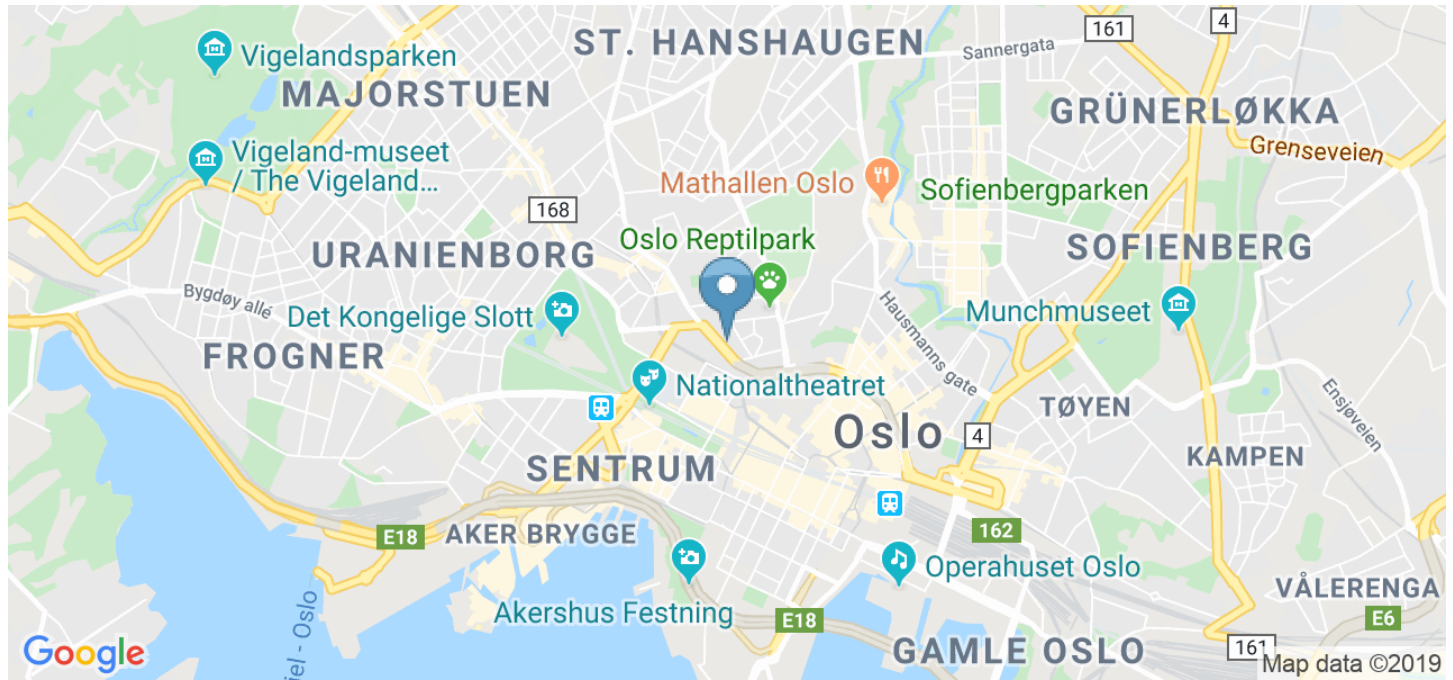 161
4
ST. HANSHAUGEN
Sannergata
Vigelandsparken
MAJORSTUEN
GRÜNERLØKKA
Grenseveien
Vigeland-museet
/ The Vigeland...
Mathallen Oslo
Sofienbergparken
168
Oslo Reptilpark
URANIENBORG
SOFIENBERG
Bygdøy allé
Det Kongelige Slott
Hausmanns gate
Munchmuseet
FROGNER
Nationaltheatret
TØYEN
Ensjøveien
Oslo
4
SENTRUM
KAMPEN
E18
AKER BRYGGE
162
Operahuset Oslo
VÅLERENGA
Akershus Festning
E18
E6
GAMLE OSLO
161
iel - Oslo
Google
Map data ©2019